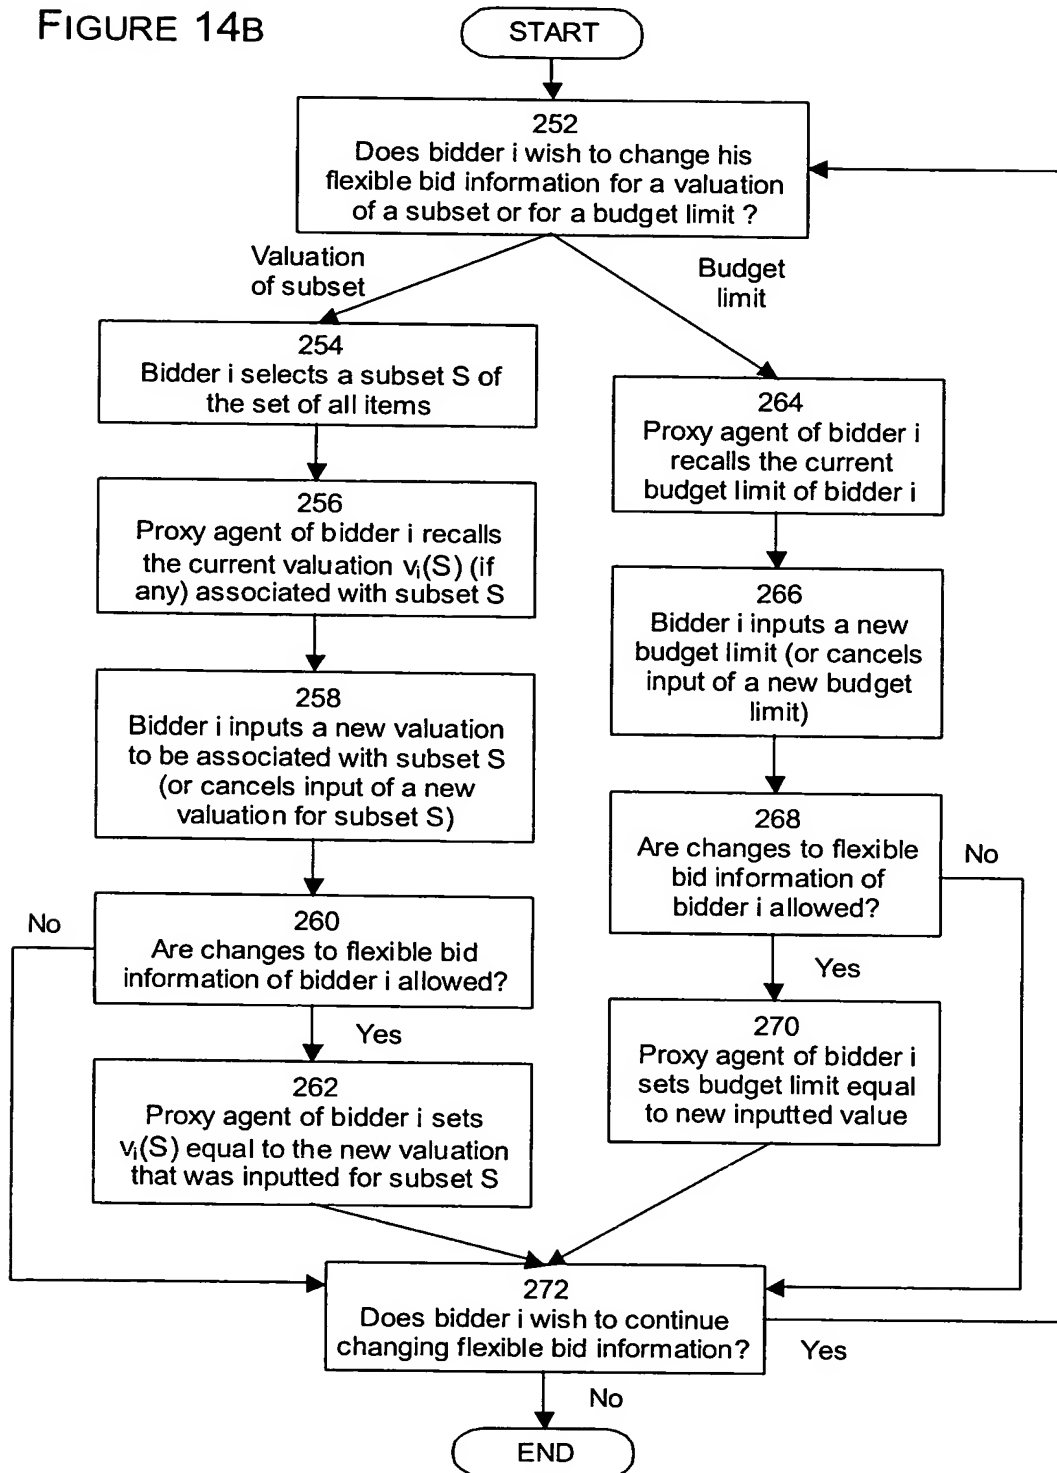 FIGURE 14B
START
252
Does bidder i wish to change his
flexible bid information for a valuation
of a subset or for a budget limit ?
Valuation
of subset
Budget
limit
254
Bidder i selects a subset S of
the set of all items
256
Proxy agent of bidder i recalls
the current valuation vi(S) (if
any) associated with subset S
258
Bidder i inputs a new valuation
to be associated with subset S
(or cancels input of a new
valuation for subset S)
260
Are changes to flexible bid
information of bidder i allowed?
No
Yes
262
Proxy agent of bidder i sets
vi(S) equal to the new valuation
that was inputted for subset S
264
Proxy agent of bidder i
recalls the current
budget limit of bidder i
266
Bidder i inputs a new
budget limit (or cancels
input of a new budget
limit)
268
Are changes to flexible
bid information of
bidder i allowed?
No
Yes
270
Proxy agent of bidder i
sets budget limit equal
to new inputted value
272
Does bidder i wish to continue
changing flexible bid information?
Yes
No
END